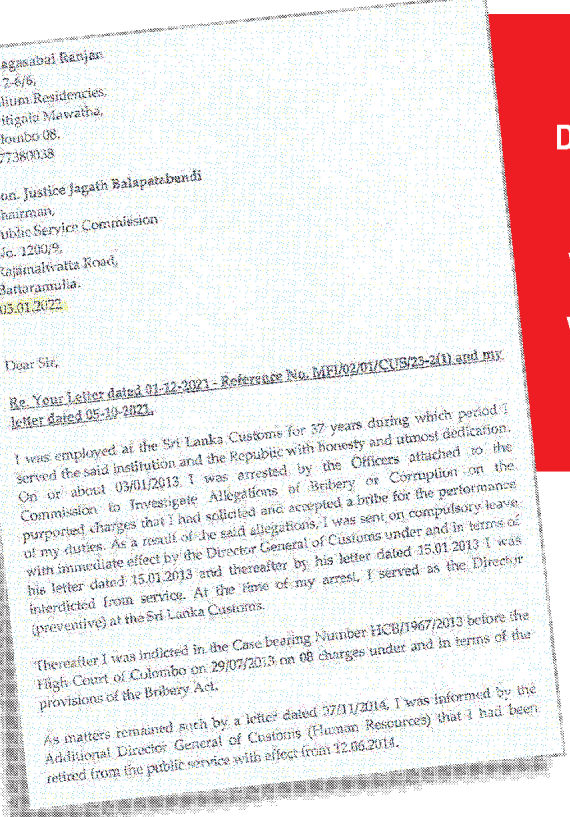 agasabai Ranjan
2-6/6,
lium Residencies,
itigala Mawatha,
lombo 08.
77380038
on. Justice Jagath Balapatabendi
hairman,
ublic Service Commission
No. 1200/9,
Rajamalwatta Road,
Battaramulla.
03.01.2022
Dear Sir,
Re. Your Letter dated 01-12-2021 - Reference No. MFI/02/01/CUS/23-2(1) and my
letter dated 05-10-2021.
I was employed at the Sri Lanka Customs for 37 years during which period I
served the said institution and the Republic with honesty and utmost dedication.
On or about 03/01/2013 I was arrested by the Officers attached to the
Commission to Investigate Allegations of Bribery or Corruption on the
purported charges that I had solicited and accepted a bribe for the performance
of my duties. As a result of the said allegations, I was sent on compulsory leave
with immediate effect by the Director General of Customs under and in terms of
his letter dated 15.01.2013 and thereafter by his letter dated 15.01.2013 I was
interdicted from service. At the time of my arrest, I served as the Director
(preventive) at the Sri Lanka Customs.
Thereafter I was indicted in the Case bearing Number HCB/1967/2013 before the
High Court of Colombo on 29/07/2013 on 08 charges under and in terms of the
provisions of the Bribery Act.
As matters remained such by a letter dated 27/11/2014, I was informed by the
Additional Director General of Customs (Human Resources) that I had been
retired from the public service with effect from 12.06.2014.
D